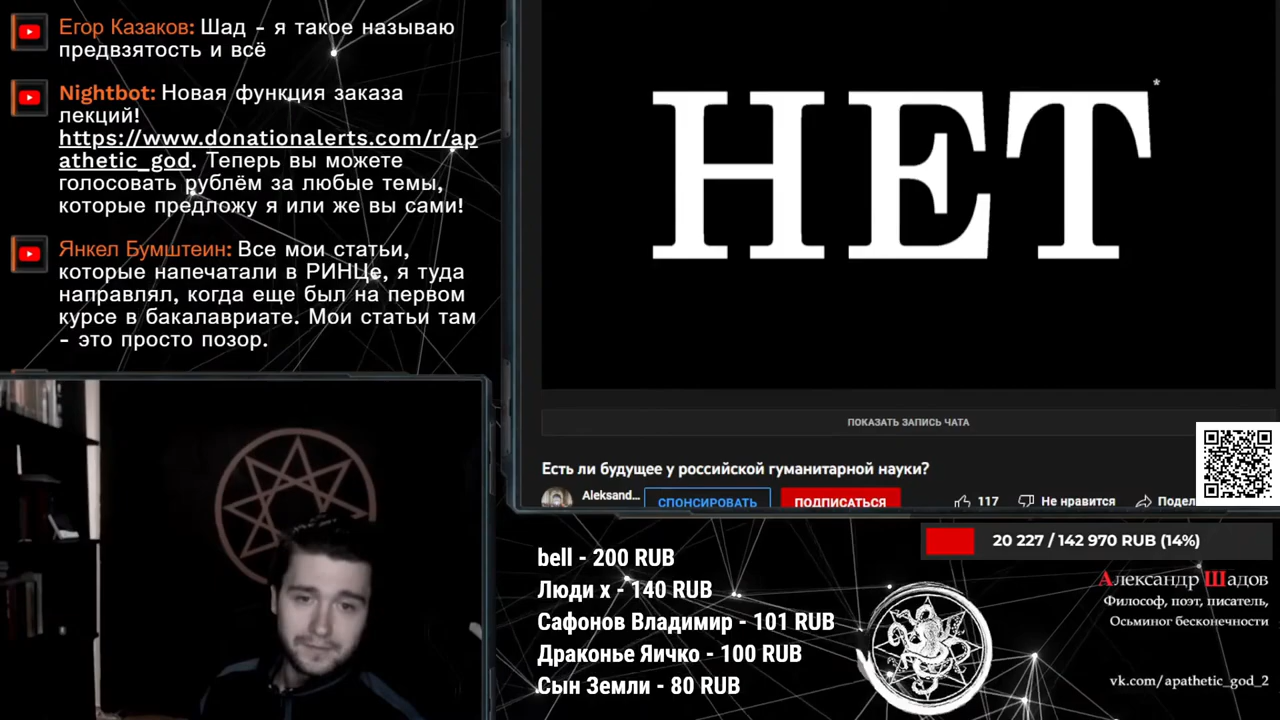 Егор Казаков: Шад - я такое называю
предвзятость и всё
Nightbot: Новая функция заказа
лекций!
https://www.donationalerts.com/r/ap
athetic_god. Теперь вы можете
голосовать рублём за любые темы,
которые предложу я или же вы сами!
Янкел Бумштеин: Все мои статьи,
которые напечатали в РИНЦе, я туда
направлял, когда еще был на первом
курсе в бакалавриате. Мои статьи там
- это просто позор.
НЕТ*
ПОКАЗАТЬ ЗАПИСЬ ЧАТА
Есть ли будущее у российской гуманитарной науки?
Aleksand...
СПОНСИРОВАТЬ
ПОДПИСАТЬСЯ
117
Не нравится
Подел
20 227 / 142 970 RUB (14%)
bell - 200 RUB
Люди х - 140 RUB
Сафонов Владимир - 101 RUB
Драконье Яичко - 100 RUB
Сын Земли - 80 RUB
Александр Шадов
Философ, поэт, писатель,
Осьминог бесконечности
vk.com/apathetic_god_2